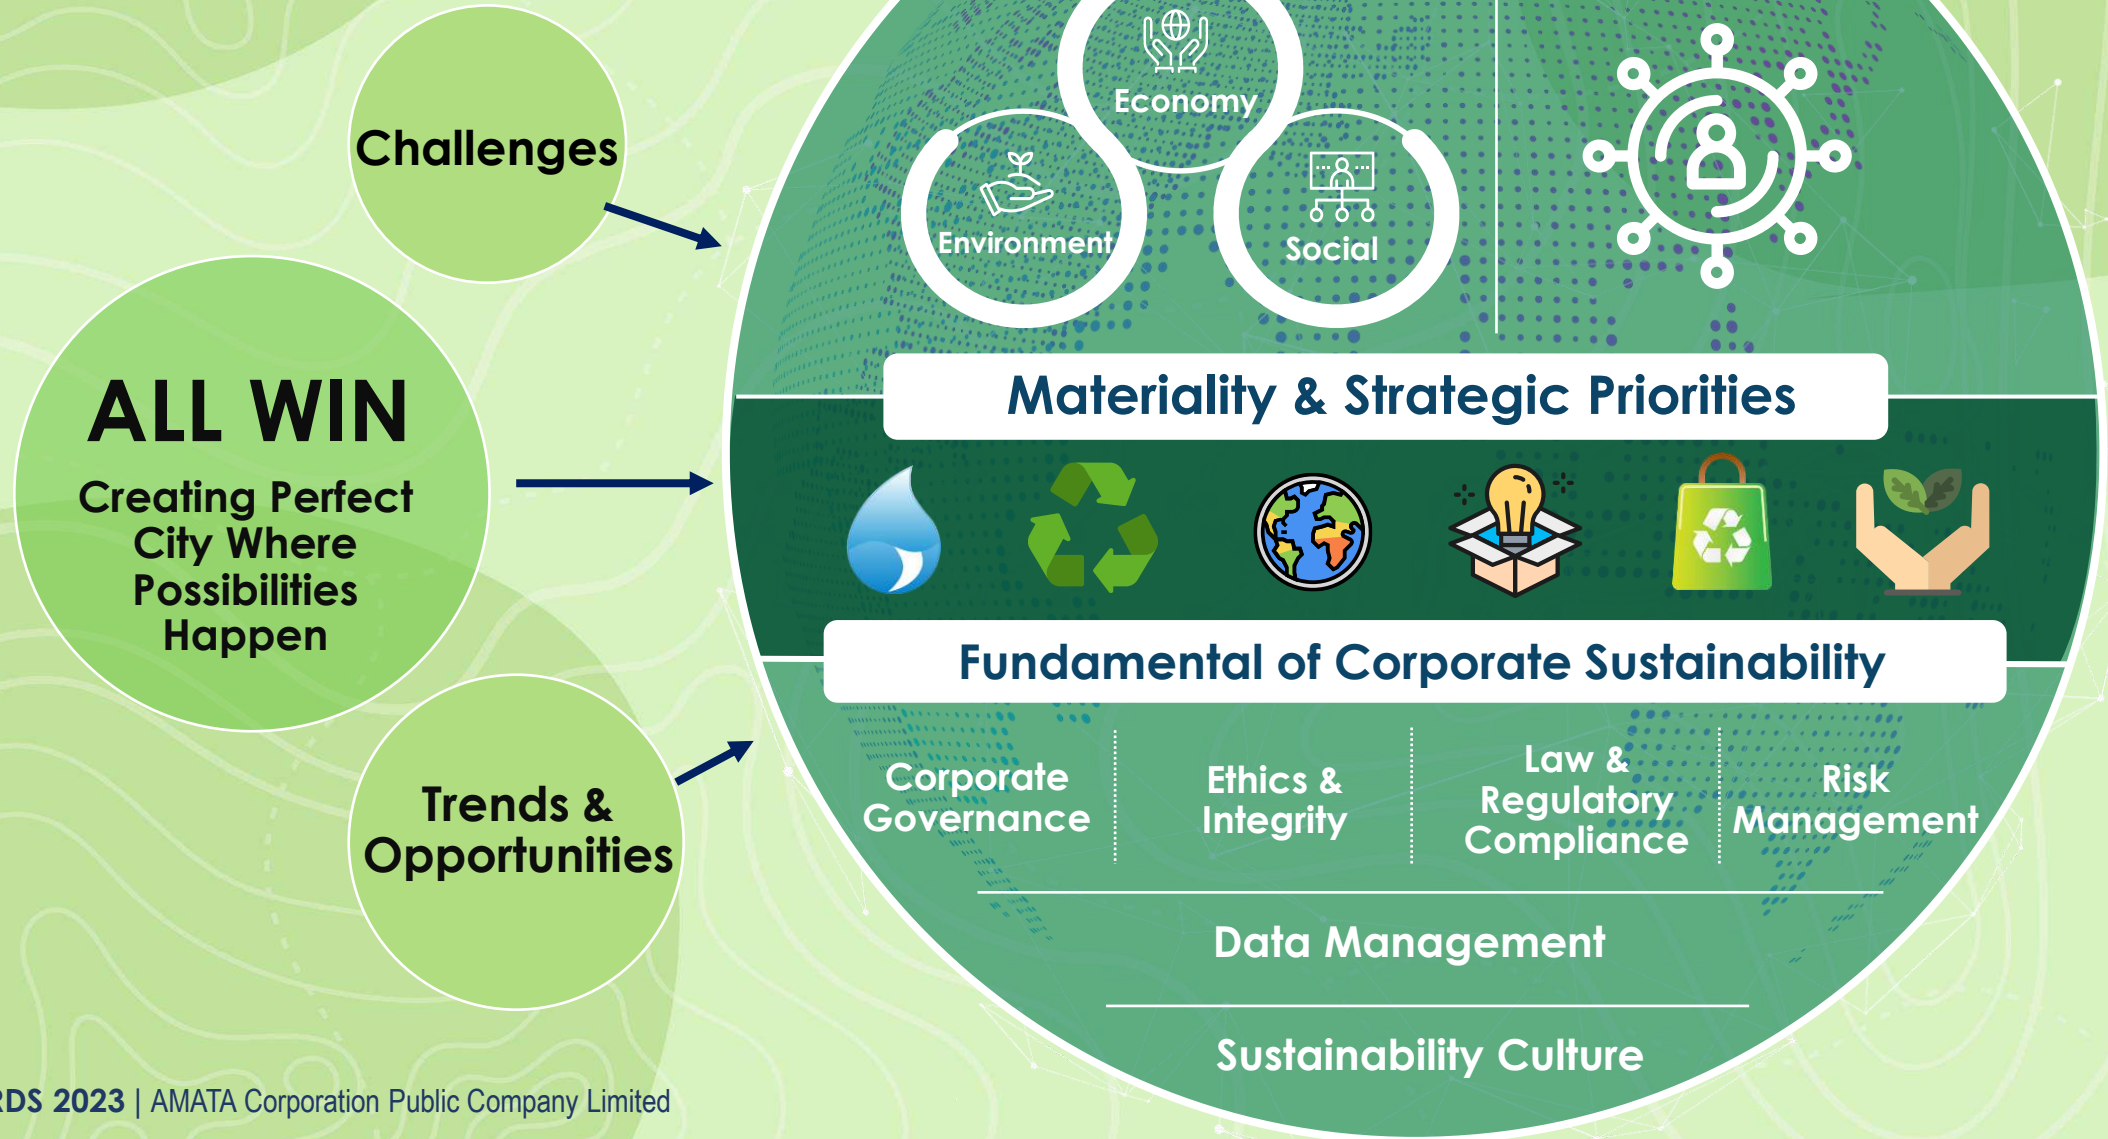 Challenges
ALL WIN
Creating Perfect
City Where
Possibilities
Happen
Trends &
Opportunities
Economy
Environment
Social
Materiality & Strategic Priorities
Fundamental of Corporate Sustainability
Corporate
Governance
Ethics &
Integrity
Law &
Regulatory
Compliance
Risk
Management
Data Management
Sustainability Culture
2023 | AMATA Corporation Public Company Limited